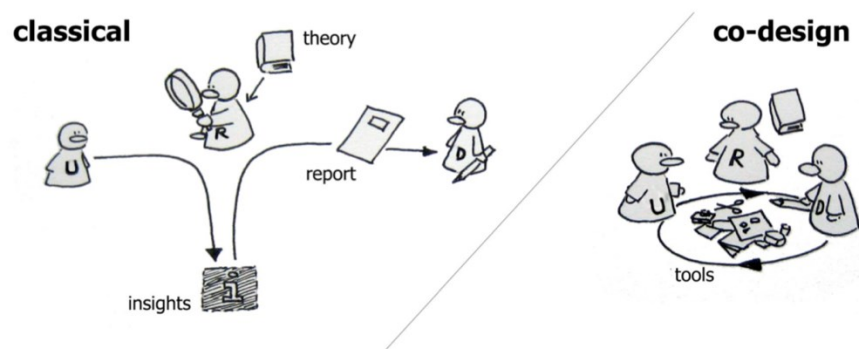 classical
co-design
theory
R
U
D
report
i
insights
R
U
D
tools